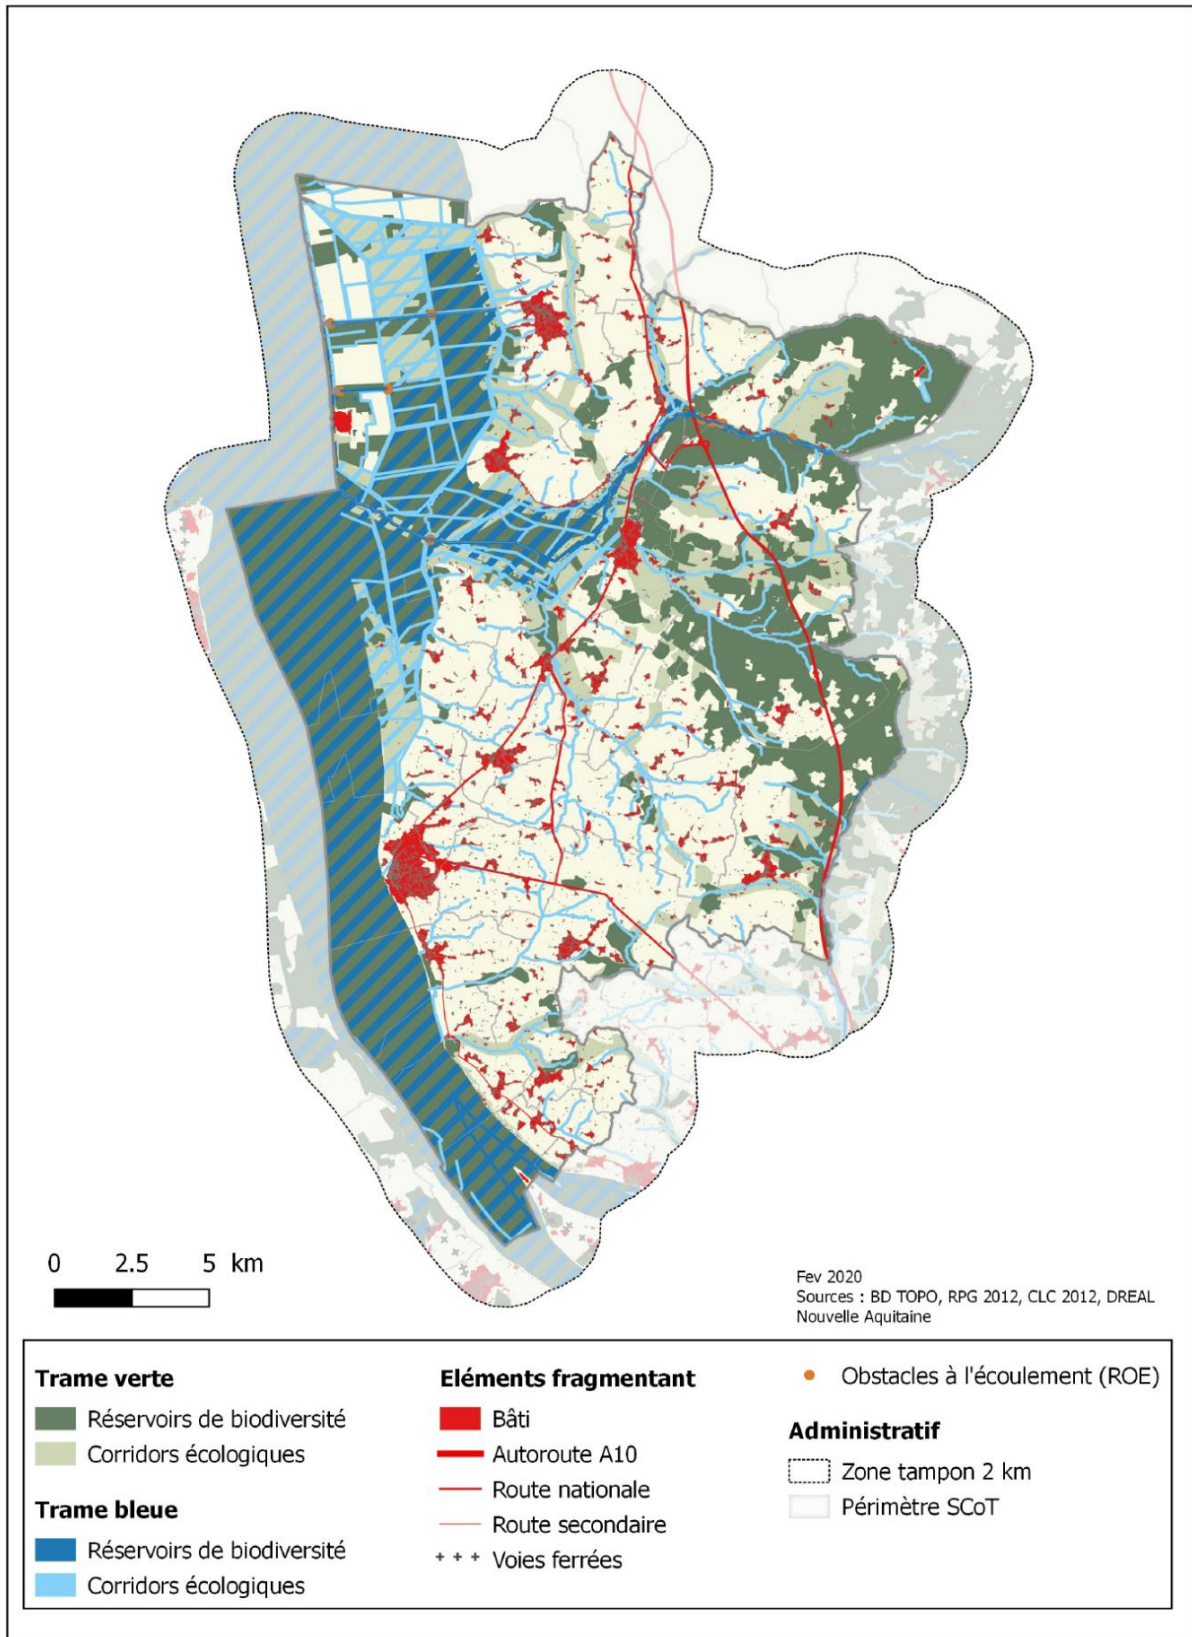 0 2.5 5 km
Fev 2020
Sources : BD TOPO, RPG 2012, CLC 2012, DREAL
Nouvelle Aquitaine
Trame verte
Réservoirs de biodiversité
Corridors écologiques
Trame bleue
Réservoirs de biodiversité
Corridors écologiques
Eléments fragmentant
Bâti
Autoroute A10
Route nationale
Route secondaire
Voies ferrées
Obstacles à l'écoulement (ROE)
Administratif
Zone tampon 2 km
Périmètre SCoT